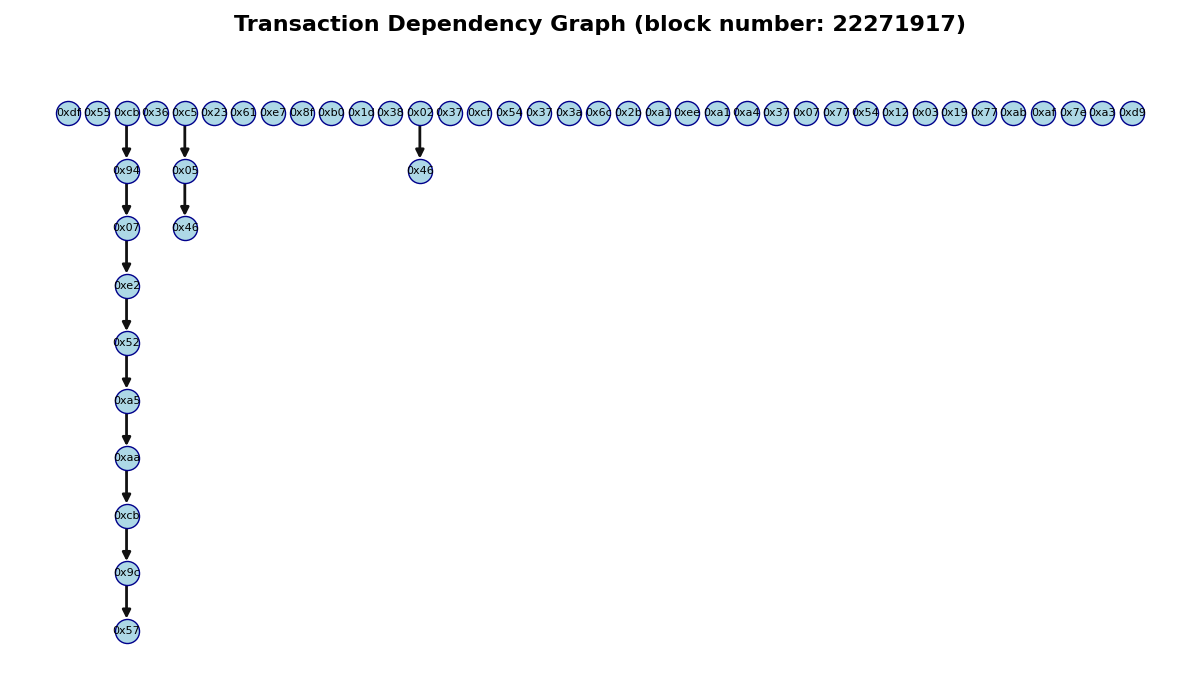 Transaction Dependency Graph (block number: 22271917)
0xdf 0x55 0xcb 0x36 0xc5 0x23 0x61 0xe7 0x8f 0xb0 0x1d 0x38 0x02 0x37 0xcf 0x54 0x37 0x3a 0x6c 0x2b 0xa1 0xee 0xa1 0xa4 0x37 0x07 0x77 0x54 0x12 0x03 0x19 0x77 0xab 0xaf 0x7e 0xa3 0xd9
0x94 0x05 0x46
0x07 0x46
0xe2
0x52
0xa5
0xaa
0xcb
0x9c
0x57